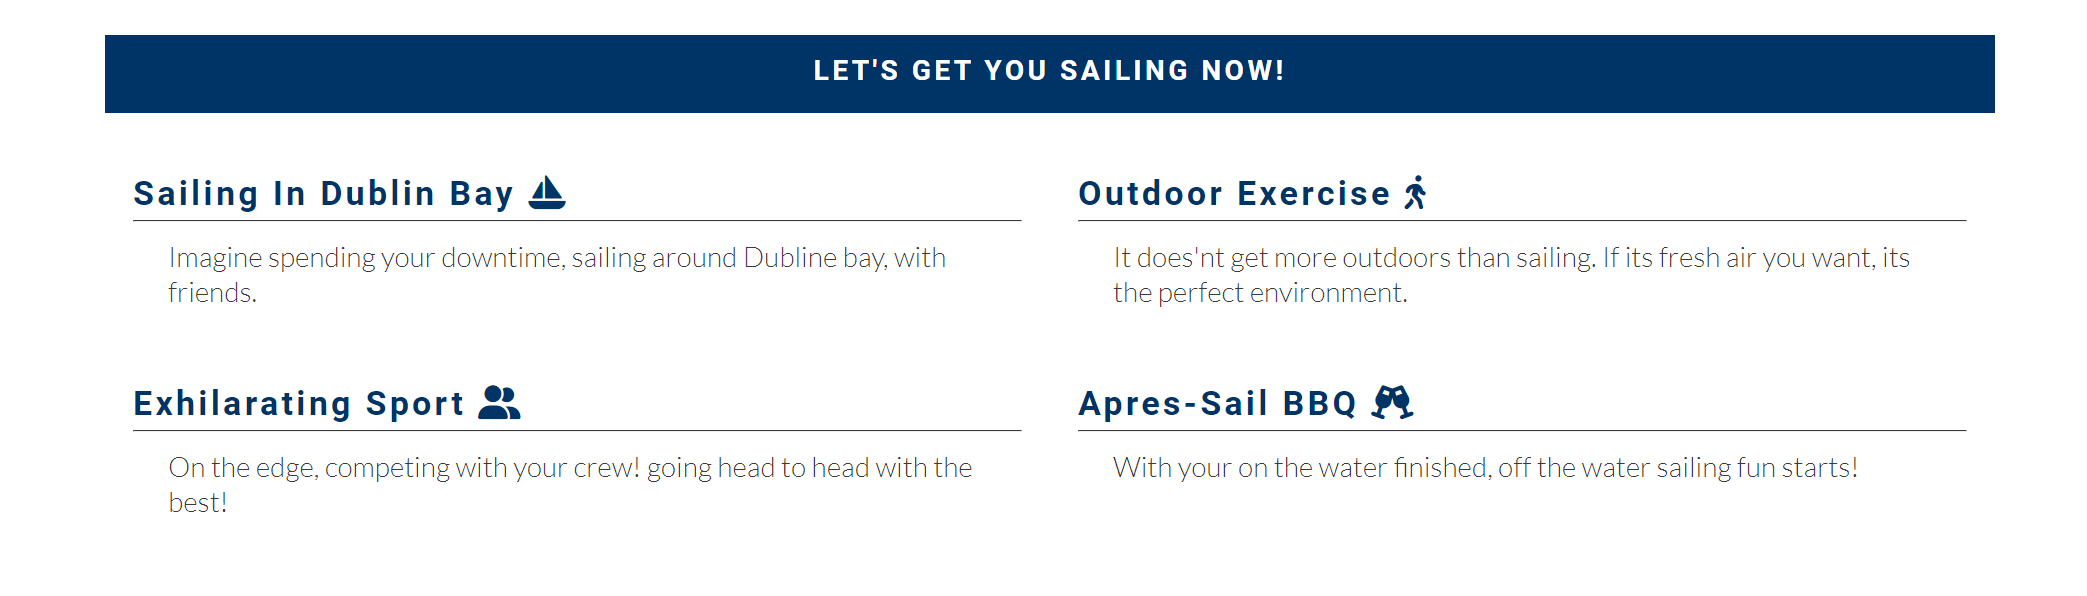 LET'S GET YOU SAILING NOW!
Sailing In Dublin Bay
Imagine spending your downtime, sailing around Dubline bay, with
friends.
Outdoor Exercise
It does'nt get more outdoors than sailing. If its fresh air you want, its
the perfect environment.
Exhilarating Sport
On the edge, competing with your crew! going head to head with the
best!
Apres-Sail BBQ
With your on the water finished, off the water sailing fun starts!